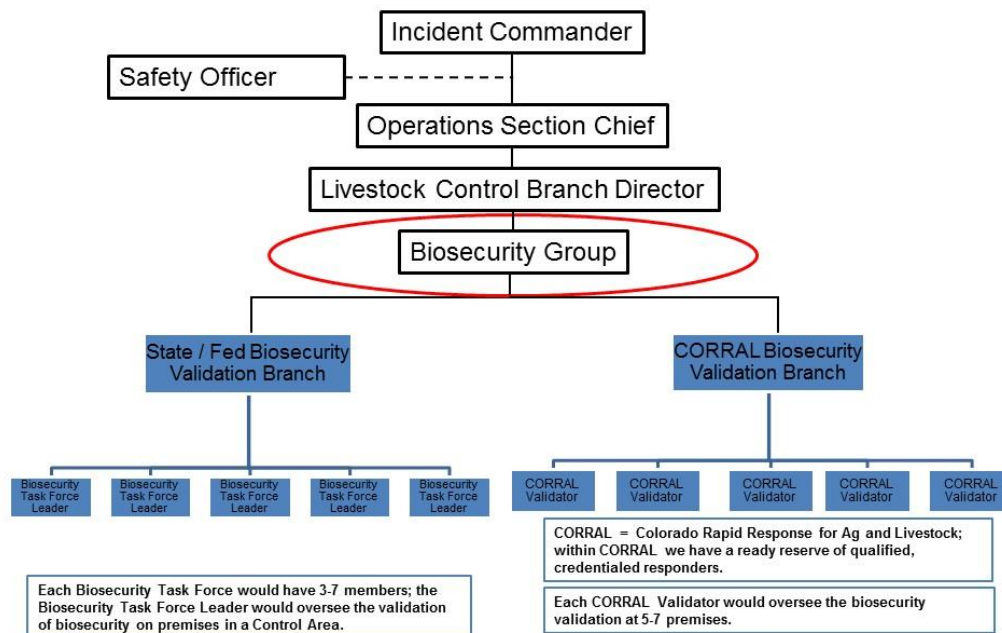 Incident Commander
Safety Officer
Operations Section Chief
Livestock Control Branch Director
Biosecurity Group
State / Fed Biosecurity
Validation Branch
CORRAL Biosecurity
Validation Branch
Biosecurity
Task Force
Leader
Biosecurity
Task Force
Leader
Biosecurity
Task Force
Leader
Biosecurity
Task Force
Leader
Biosecurity
Task Force
Leader
CORRAL
Validator
CORRAL
Validator
CORRAL
Validator
CORRAL
Validator
CORRAL
Validator
CORRAL = Colorado Rapid Response for Ag and Livestock;
within CORRAL we have a ready reserve of qualified,
credentialed responders.
Each Biosecurity Task Force would have 3-7 members; the
Biosecurity Task Force Leader would oversee the validation
of biosecurity on premises in a Control Area.
Each CORRAL Validator would oversee the biosecurity
validation at 5-7 premises.